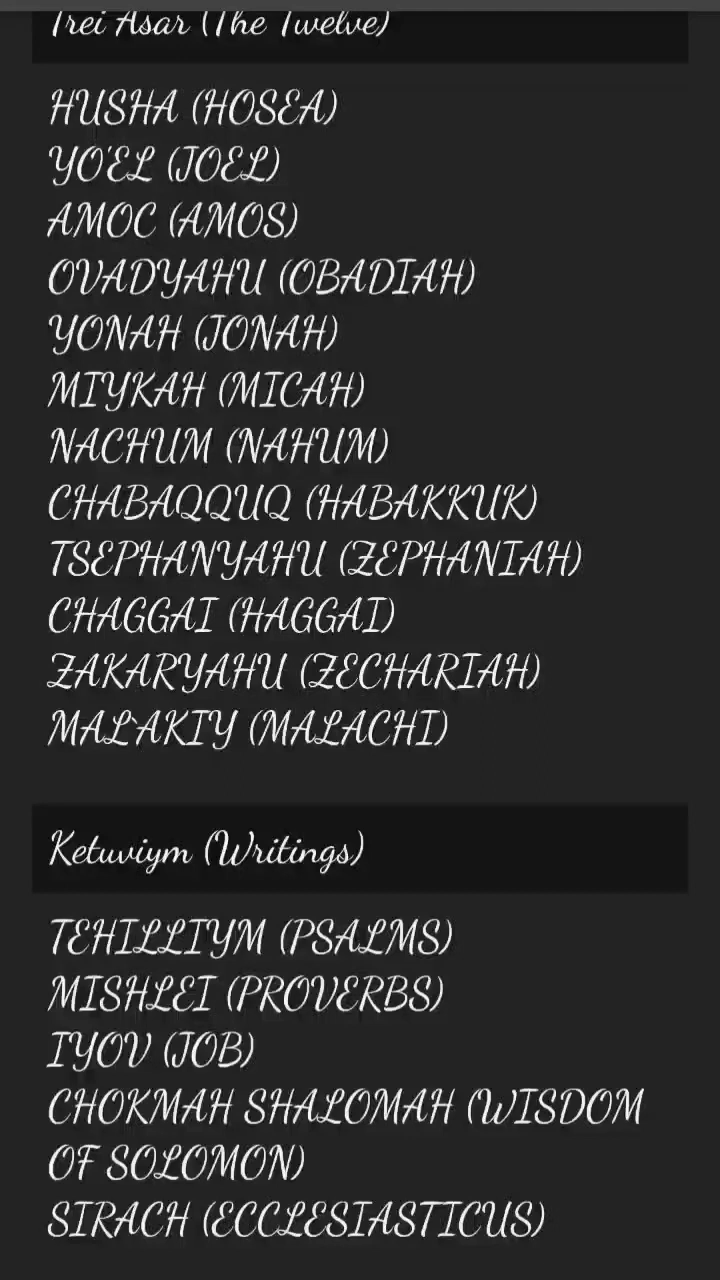 Trei Asar (The Twelve)
HUSHA (HOSEA)
YO'EL (JOEL)
AMOC (AMOS)
OVADYAHU (OBADIAH)
YONAH (JONAH)
MIYKAH (MICAH)
NACHUM (NAHUM)
CHABAQQUQ (HABAKKUK)
TSEPHANYAHU (ZEPHANIAH)
CHAGGAI (HAGGAI)
ZAKARYAHU (ZECHARIAH)
MAL'AKIY (MALACHI)
Ketuviym (Writings)
TEHILLIYM (PSALMS)
MISHLEI (PROVERBS)
IYOV (JOB)
CHOKMAH SHALOMAH (WISDOM
OF SOLOMON)
SIRACH (ECCLESIASTICUS)